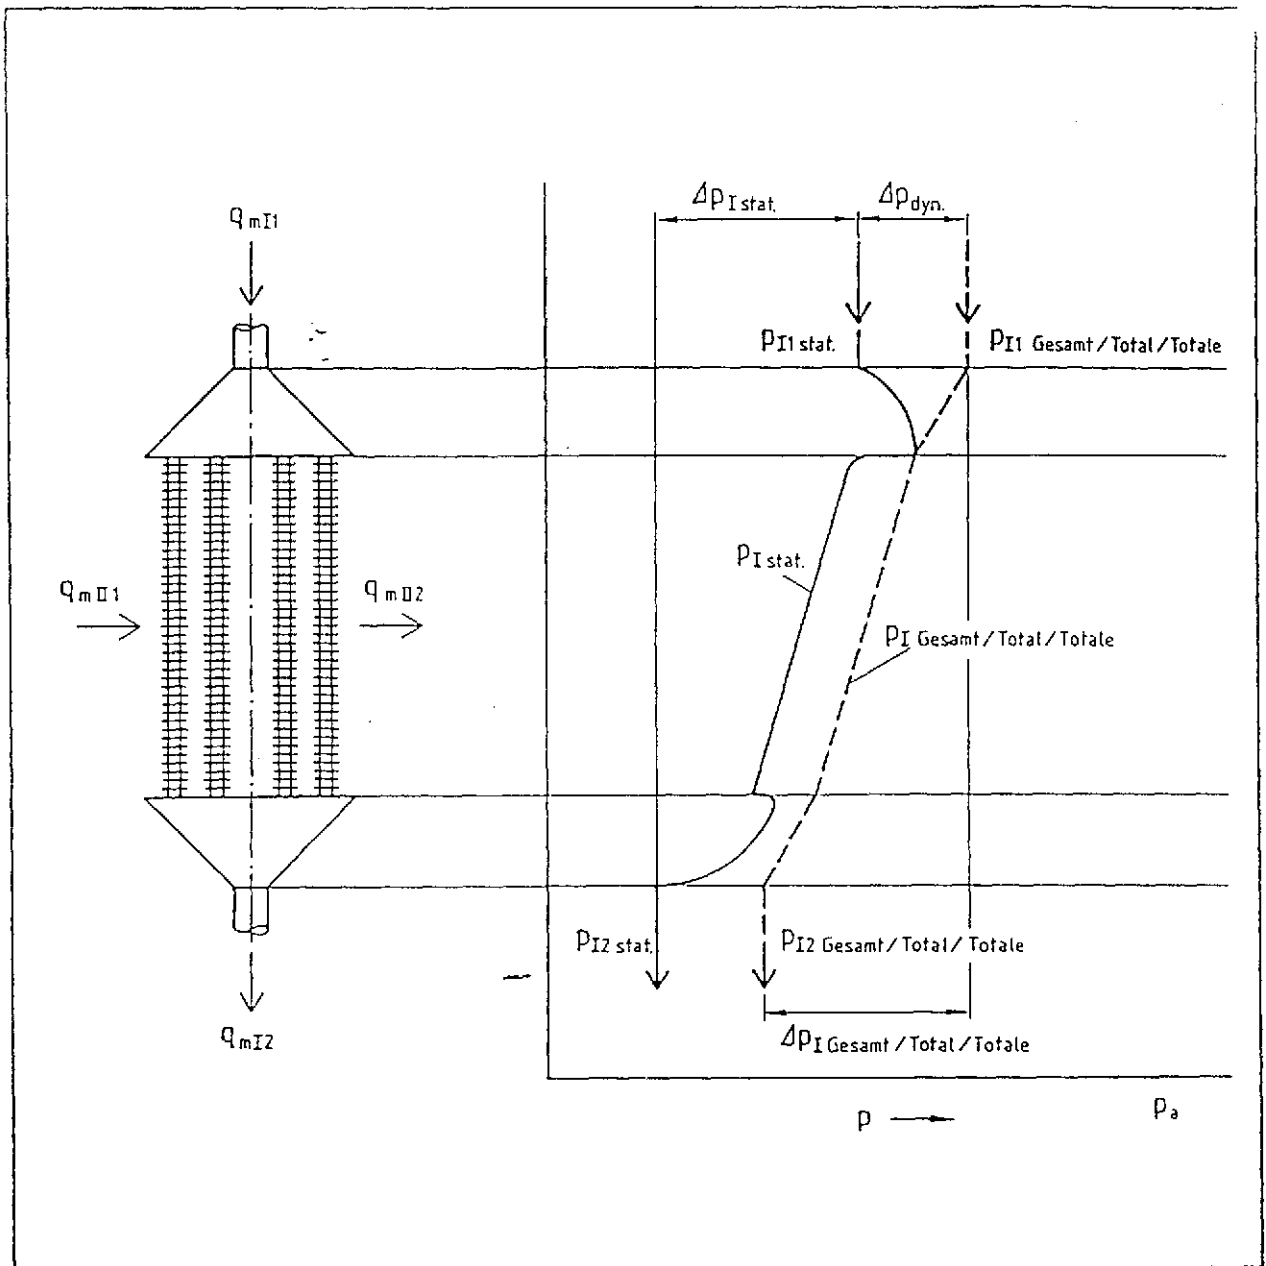 Δp I stat.
Δp dyn.
q mI1
p I1 stat.
p I1 Gesamt/Total/Totale
p I stat.
q mII1
q mII2
p I Gesamt/Total/Totale
p I2 stat.
p I2 Gesamt/Total/Totale
q mI2
Δp I Gesamt/Total/Totale
p
p a